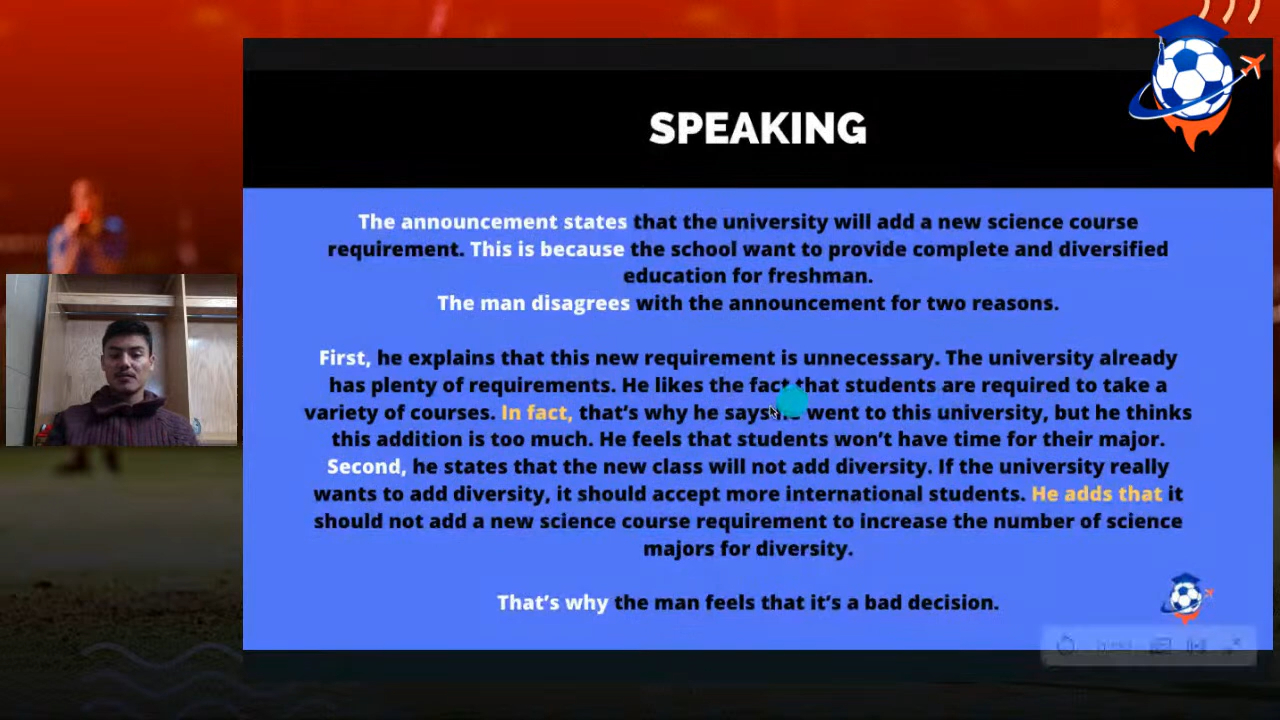 SPEAKING
The announcement states that the university will add a new science course
requirement. This is because the school want to provide complete and diversified
education for freshman.
The man disagrees with the announcement for two reasons.
First, he explains that this new requirement is unnecessary. The university already
has plenty of requirements. He likes the fact that students are required to take a
variety of courses. In fact, that's why he says went to this university, but he thinks
this addition is too much. He feels that students won't have time for their major.
Second, he states that the new class will not add diversity. If the university really
wants to add diversity, it should accept more international students. He adds that it
should not add a new science course requirement to increase the number of science
majors for diversity.
That's why the man feels that it's a bad decision.